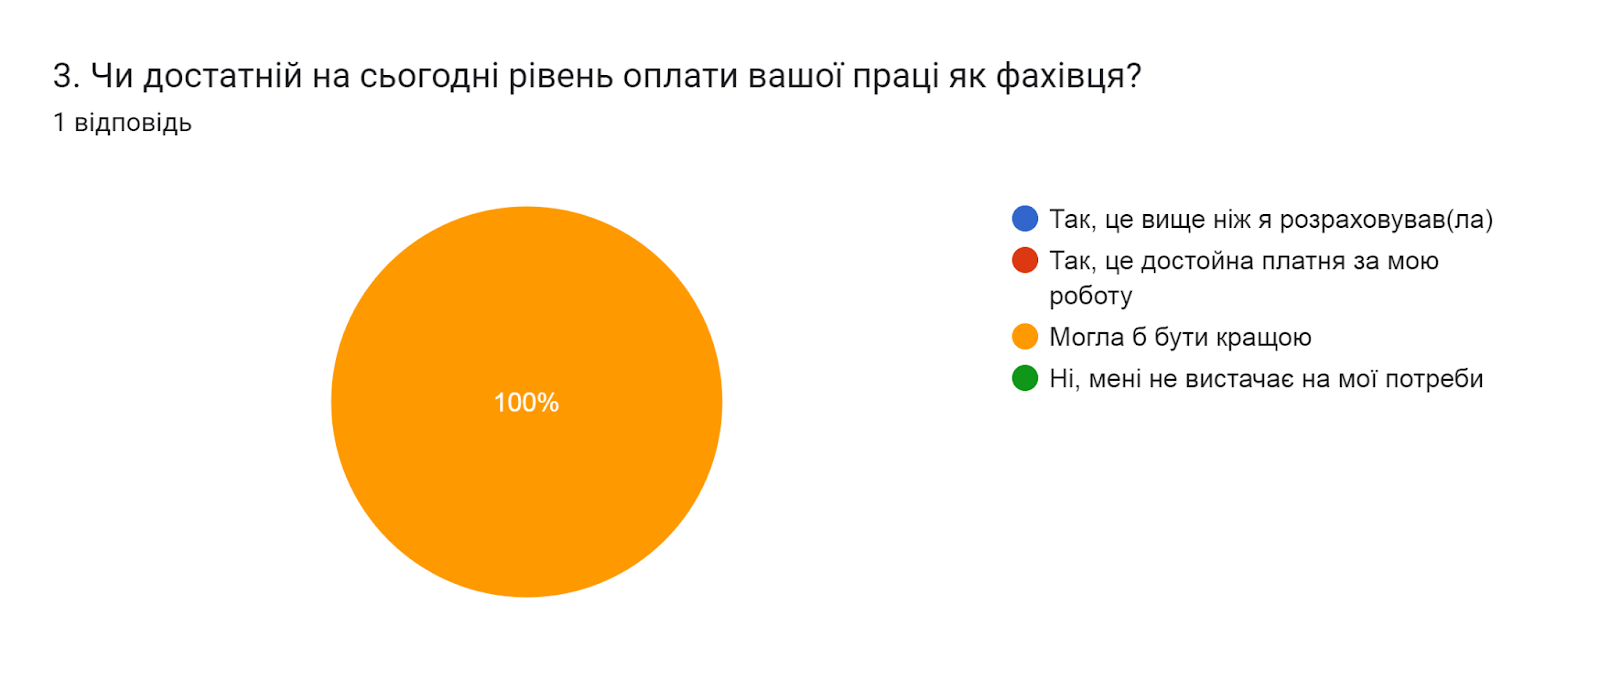 3. Чи достатній на сьогодні рівень оплати вашої праці як фахівця?
1 відповідь
100%
Так, це вище ніж я розраховував(ла)
Так, це достойна платня за мою
роботу
Могла б бути кращою
Ні, мені не вистачає на мої потреби